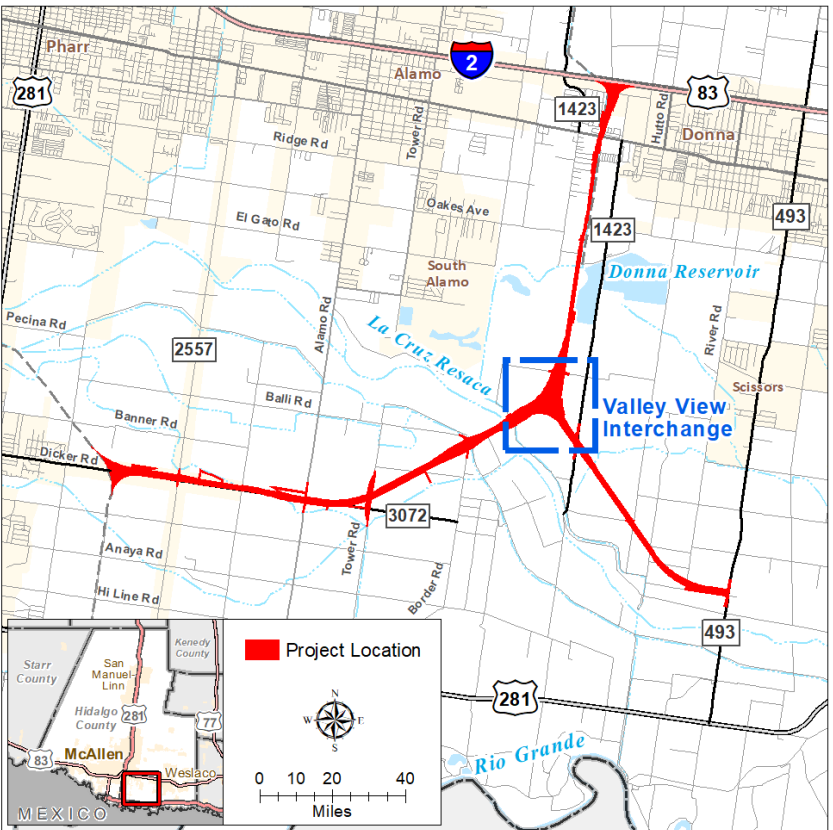 Pharr
281
Alamo
2
83
1423
Hutto Rd
Donna
Ridge Rd
Tower Rd
Oakes Ave
493
El Gato Rd
1423
South
Alamo
Donna Reservoir
Pecina Rd
Alamo Rd
La Cruz Resaca
River Rd
2557
Scissors
Balli Rd
Valley View
Interchange
Banner Rd
Dicker Rd
3072
Tower Rd
Anaya Rd
Border Rd
Hi Line Rd
493
281
Rio Grande
Project Location
N
W
E
S
0 10 20 40
Miles
Starr
County
San
Manuel-
Linn
Kenedy
County
Hidalgo
County
281
77
83
McAllen
Weslaco
MEXICO